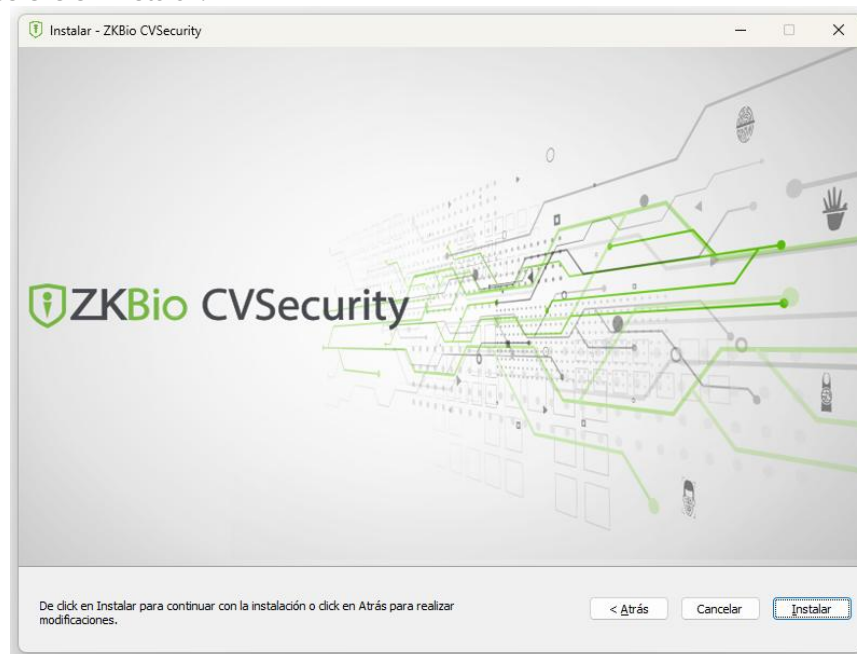 Instalar - ZKBio CVSecurity
ZKBio CVSecurity
De click en Instalar para continuar con la instalación o click en Atrás para realizar
modificaciones.
< Atrás
Cancelar
Instalar